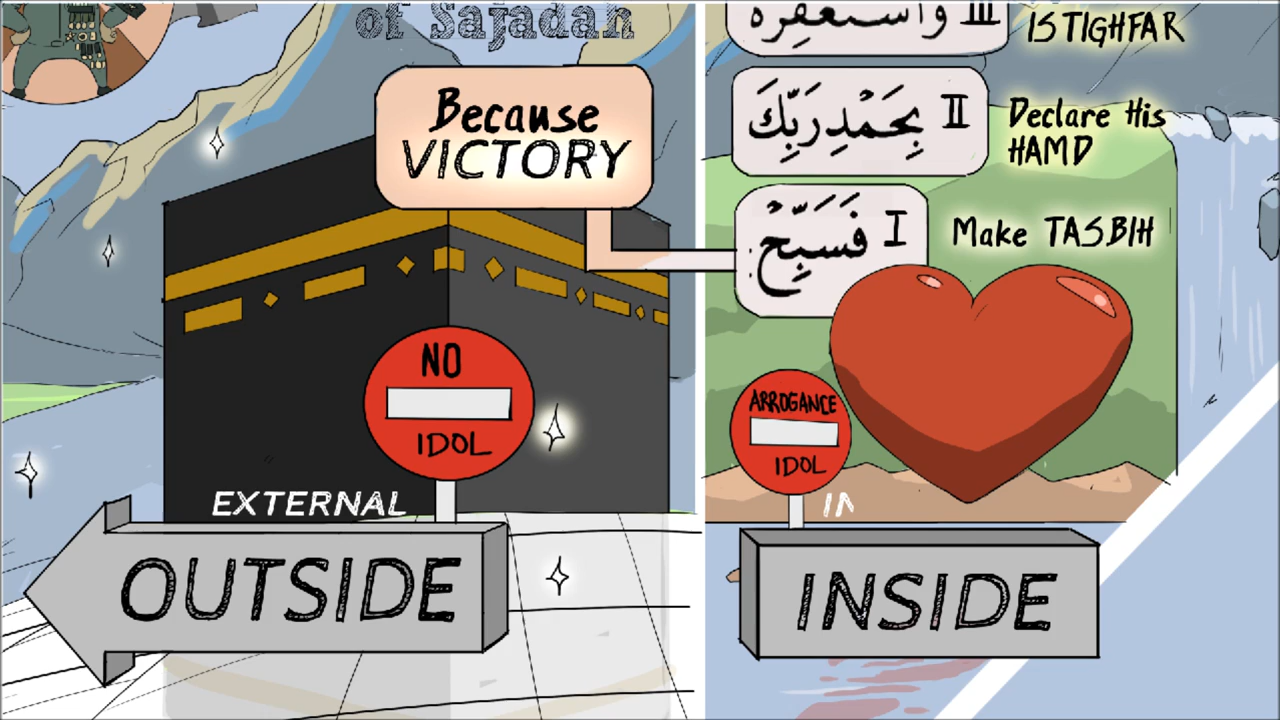 of Sajadah
Because
VICTORY
NO
IDOL
EXTERNAL
OUTSIDE
وَاسْتَغْفِرْهُ III
ISTIGHFAR
بِحَمْدِ رَبِّكَ II
Declare His
HAMD
فَسَبِّحْ I
Make TASBIH
ARROGANCE
IDOL
IN
INSIDE